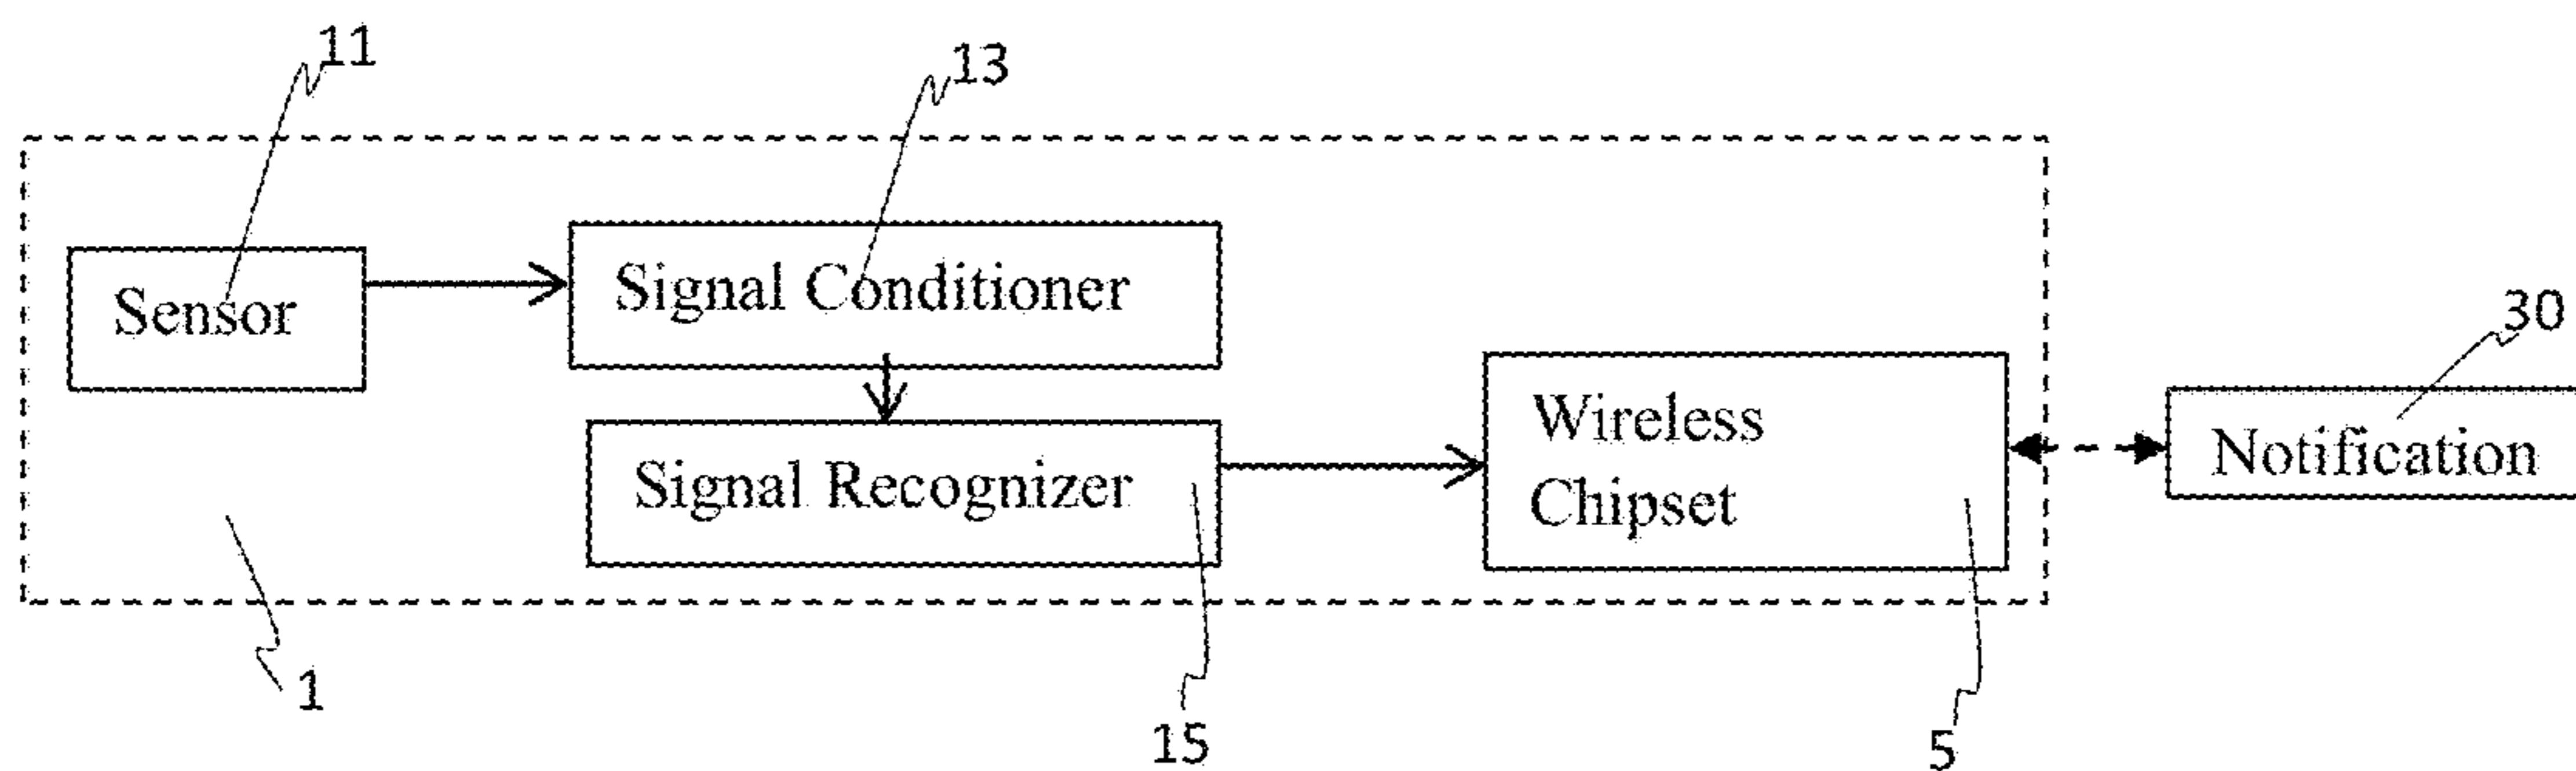 11
13
Sensor
Signal Conditioner
30
Wireless
Chipset
Notification
Signal Recognizer
1
15
5